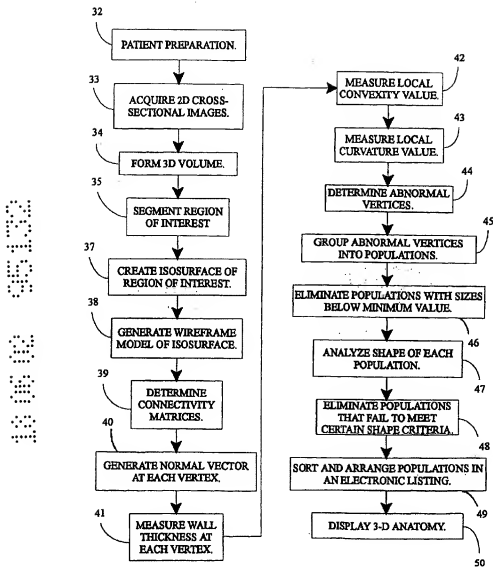 32
PATIENT PREPARATION.
33
ACQUIRE 2D CROSS-
SECTIONAL IMAGES.
34
FORM 3D VOLUME.
35
SEGMENT REGION
OF INTEREST
37
CREATE ISOSURFACE OF
REGION OF INTEREST.
38
GENERATE WIREFRAME
MODEL OF ISOSURFACE.
39
DETERMINE
CONNECTIVITY
MATRICES.
40
GENERATE NORMAL VECTOR
AT EACH VERTEX.
41
MEASURE WALL
THICKNESS AT
EACH VERTEX.
42
MEASURE LOCAL
CONVEXITY VALUE.
43
MEASURE LOCAL
CURVATURE VALUE.
44
DETERMINE ABNORMAL
VERTICES.
45
GROUP ABNORMAL VERTICES
INTO POPULATIONS.
ELIMINATE POPULATIONS WITH SIZES
BELOW MINIMUM VALUE.
46
ANALYZE SHAPE OF EACH
POPULATION.
47
ELIMINATE POPULATIONS
THAT FAIL TO MEET
CERTAIN SHAPE CRITERIA.
48
SORT AND ARRANGE POPULATIONS IN
AN ELECTRONIC LISTING.
49
DISPLAY 3-D ANATOMY.
50